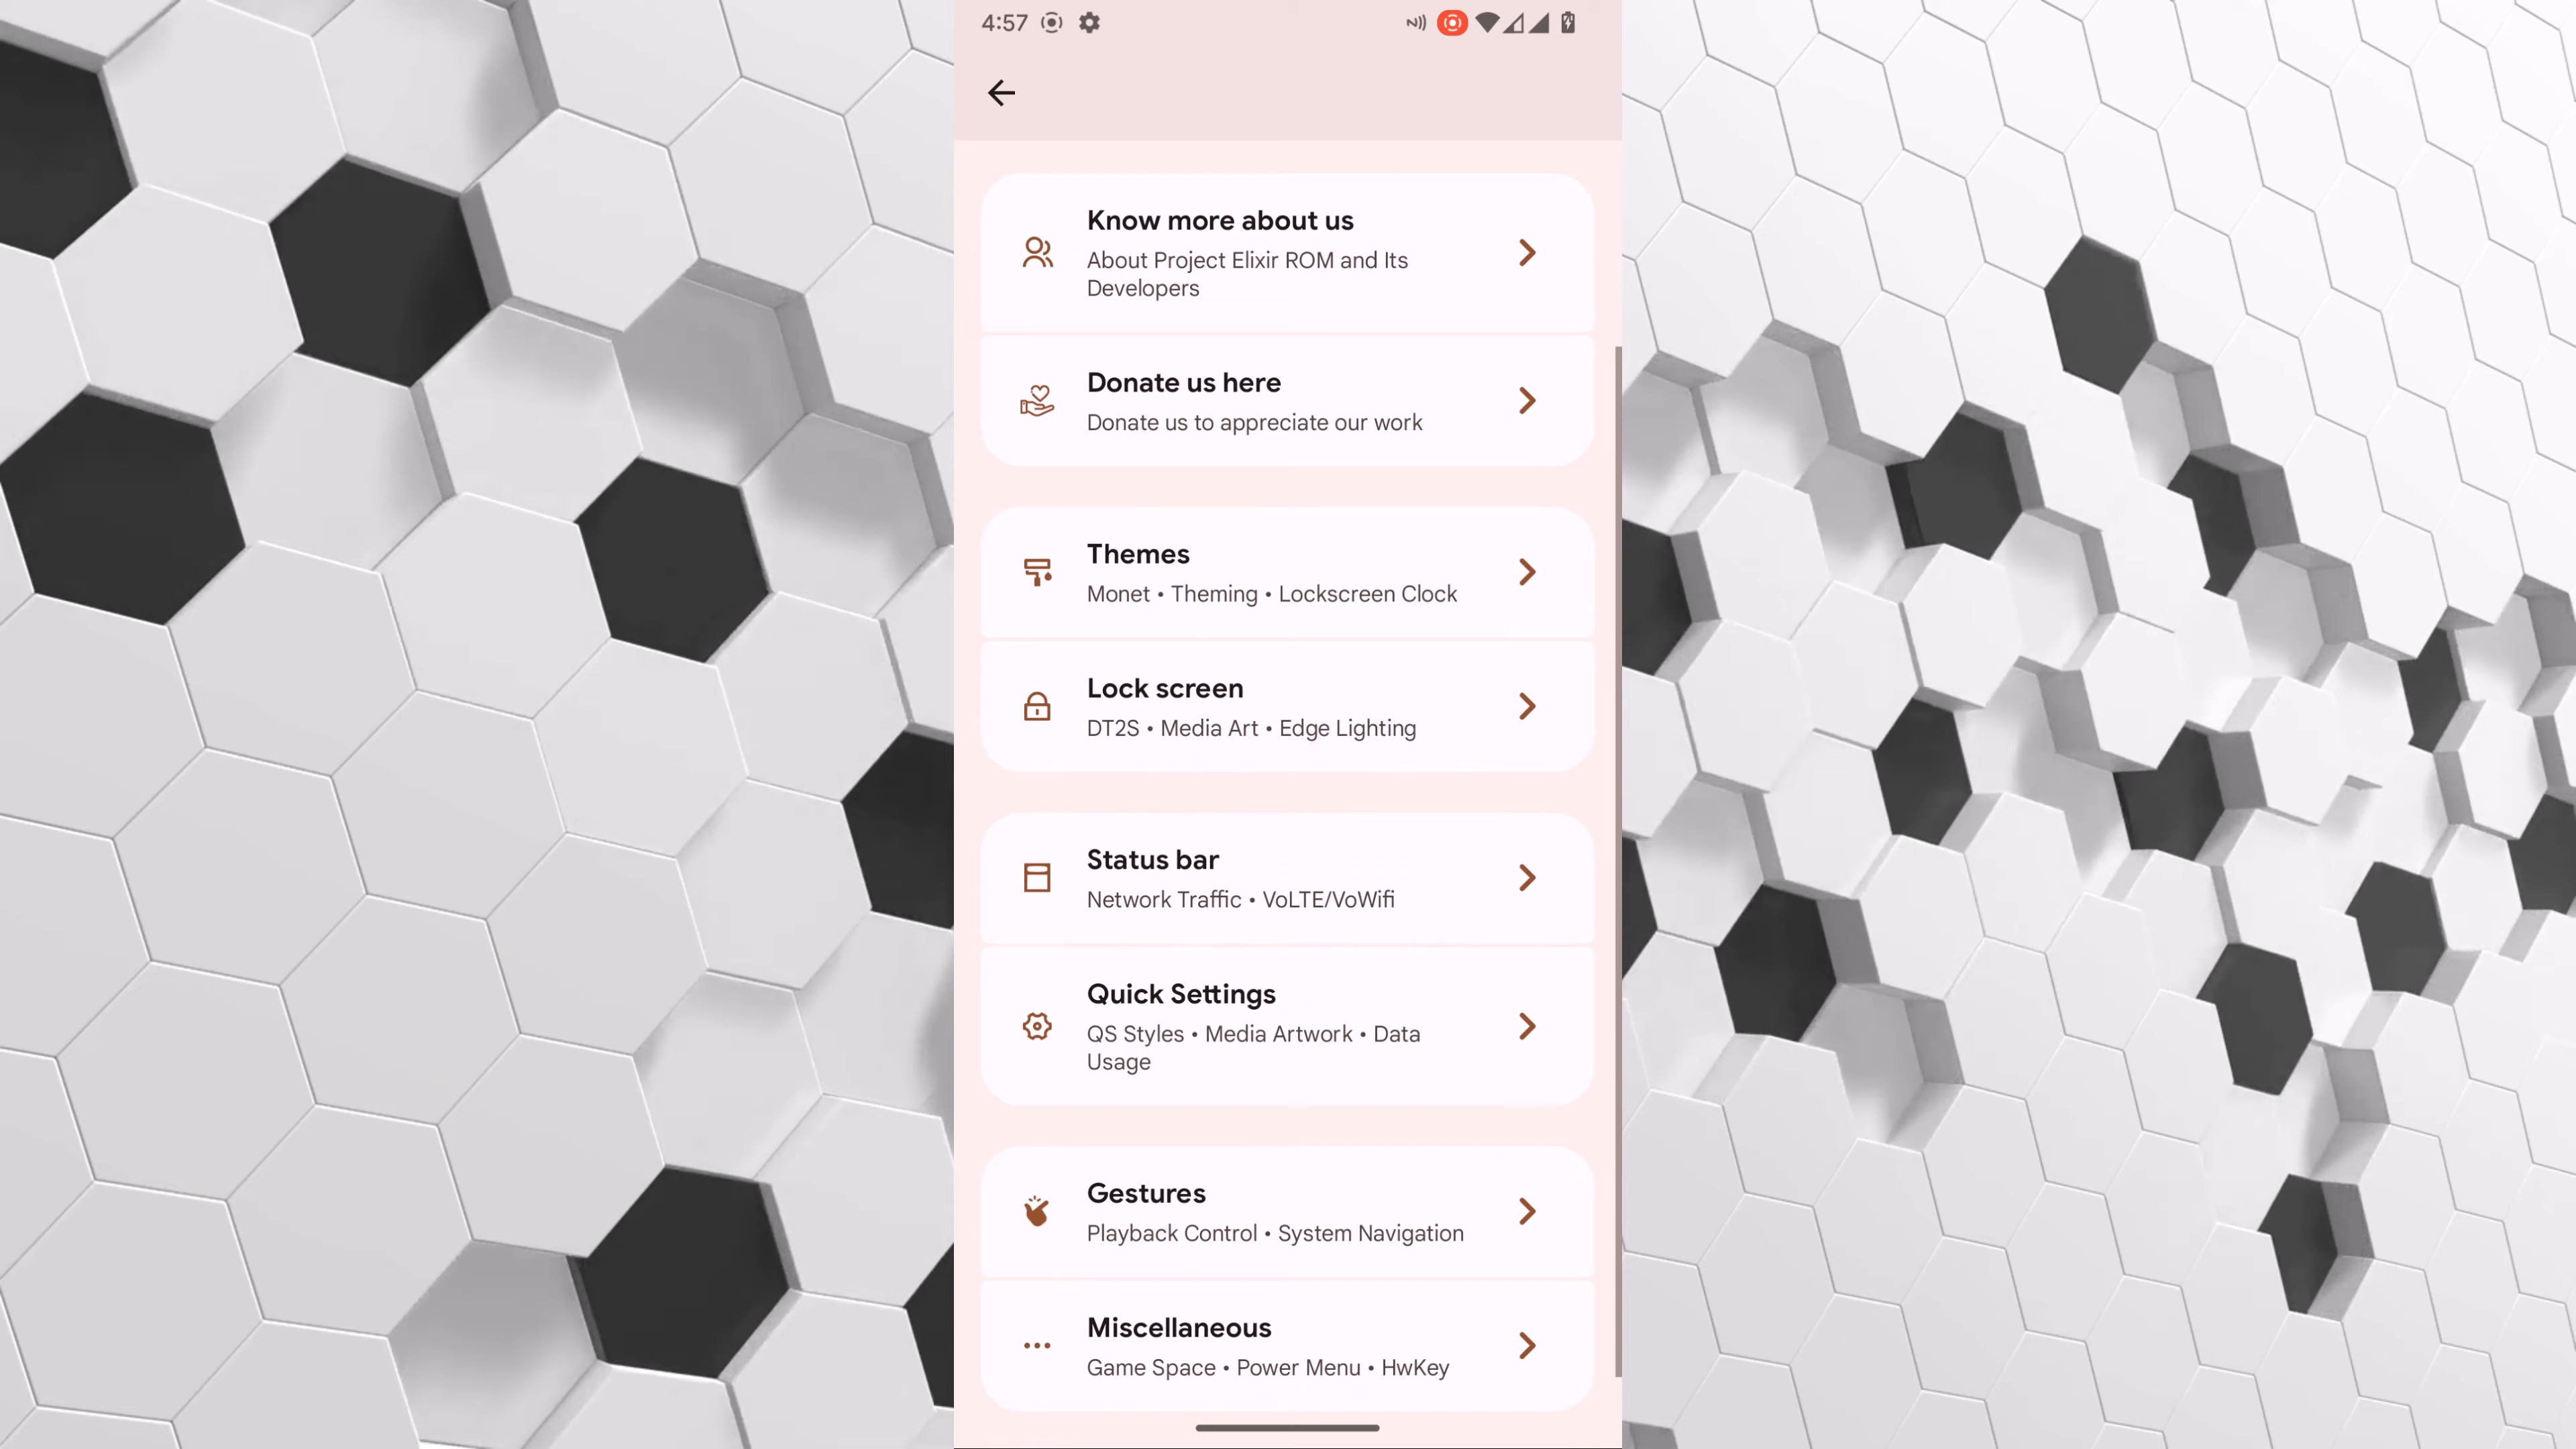 4:57
Know more about us
About Project Elixir ROM and Its
Developers
Donate us here
Donate us to appreciate our work
Themes
Monet • Theming • Lockscreen Clock
Lock screen
DT2S • Media Art • Edge Lighting
Status bar
Network Traffic • VoLTE/VoWifi
Quick Settings
QS Styles • Media Artwork • Data
Usage
Gestures
Playback Control • System Navigation
Miscellaneous
Game Space • Power Menu • HwKey